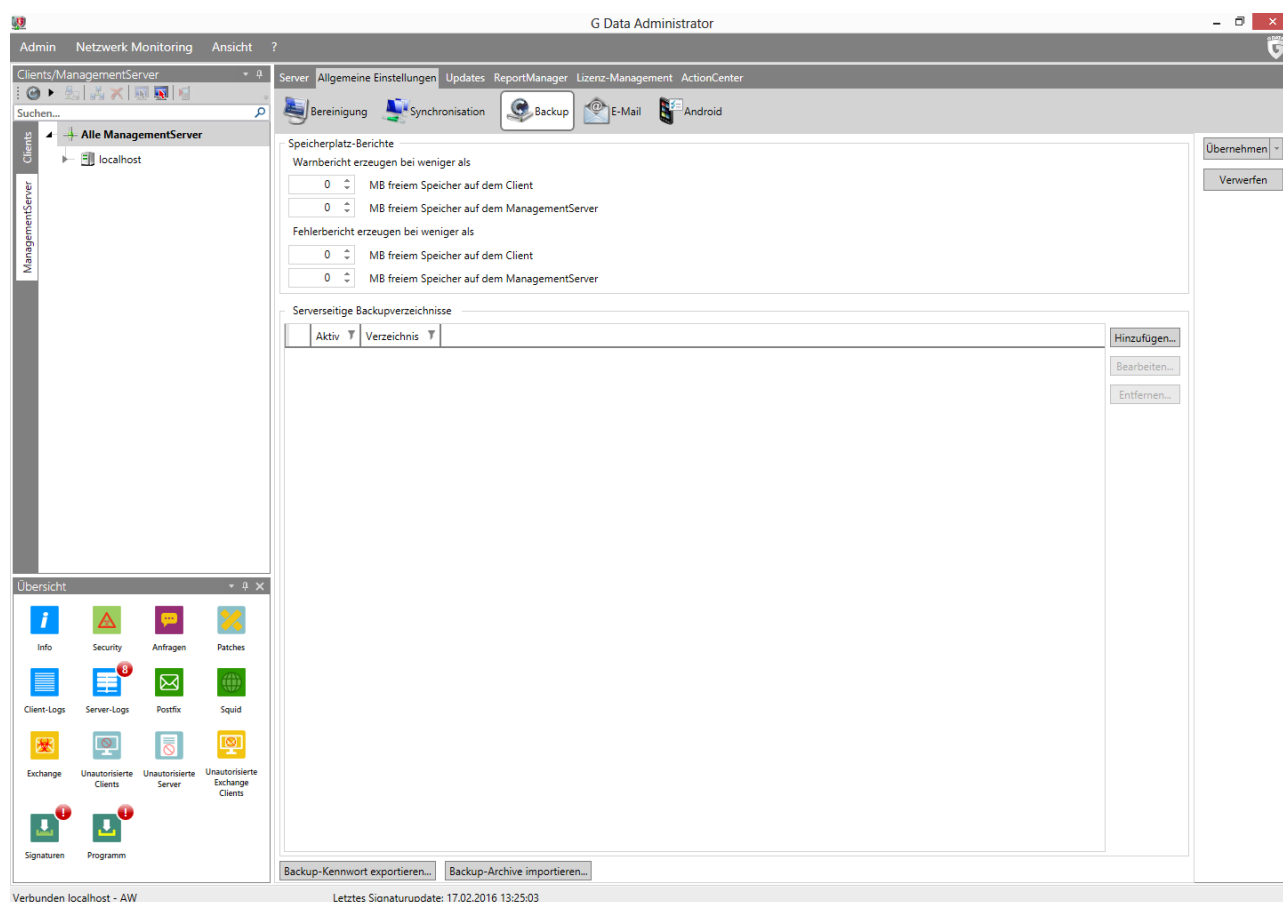 G Data Administrator
Admin Netzwerk Monitoring Ansicht ?
Clients/ManagementServer
Suchen...
Clients
ManagementServer
Alle ManagementServer
localhost
Server Allgemeine Einstellungen Updates ReportManager Lizenz-Management ActionCenter
Bereinigung Synchronisation Backup E-Mail Android
Speicherplatz-Berichte
Warnbericht erzeugen bei weniger als
0 MB freiem Speicher auf dem Client
0 MB freiem Speicher auf dem ManagementServer
Fehlerbericht erzeugen bei weniger als
0 MB freiem Speicher auf dem Client
0 MB freiem Speicher auf dem ManagementServer
Serverseitige Backupverzeichnisse
Aktiv Verzeichnis
Hinzufügen...
Bearbeiten...
Entfernen...
Backup-Kennwort exportieren... Backup-Archive importieren...
Übernehmen
Verwerfen
Übersicht
Info Security Anfragen Patches
8
Client-Logs Server-Logs Postfix Squid
Exchange Unautorisierte Clients Unautorisierte Server Unautorisierte Exchange Clients
! !
Signaturen Programm
Verbunden localhost - AW Letztes Signaturupdate: 17.02.2016 13:25:03